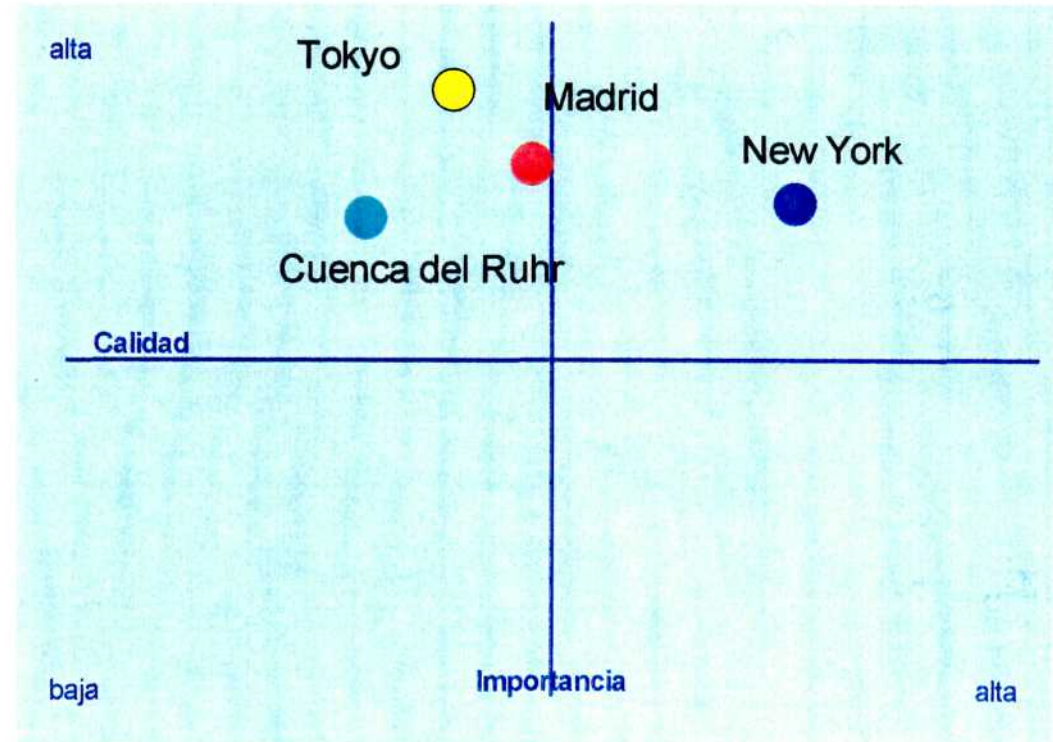 alta
Tokyo
Madrid
New York
Cuenca del Ruhr
Calidad
Importancia
baja
alta